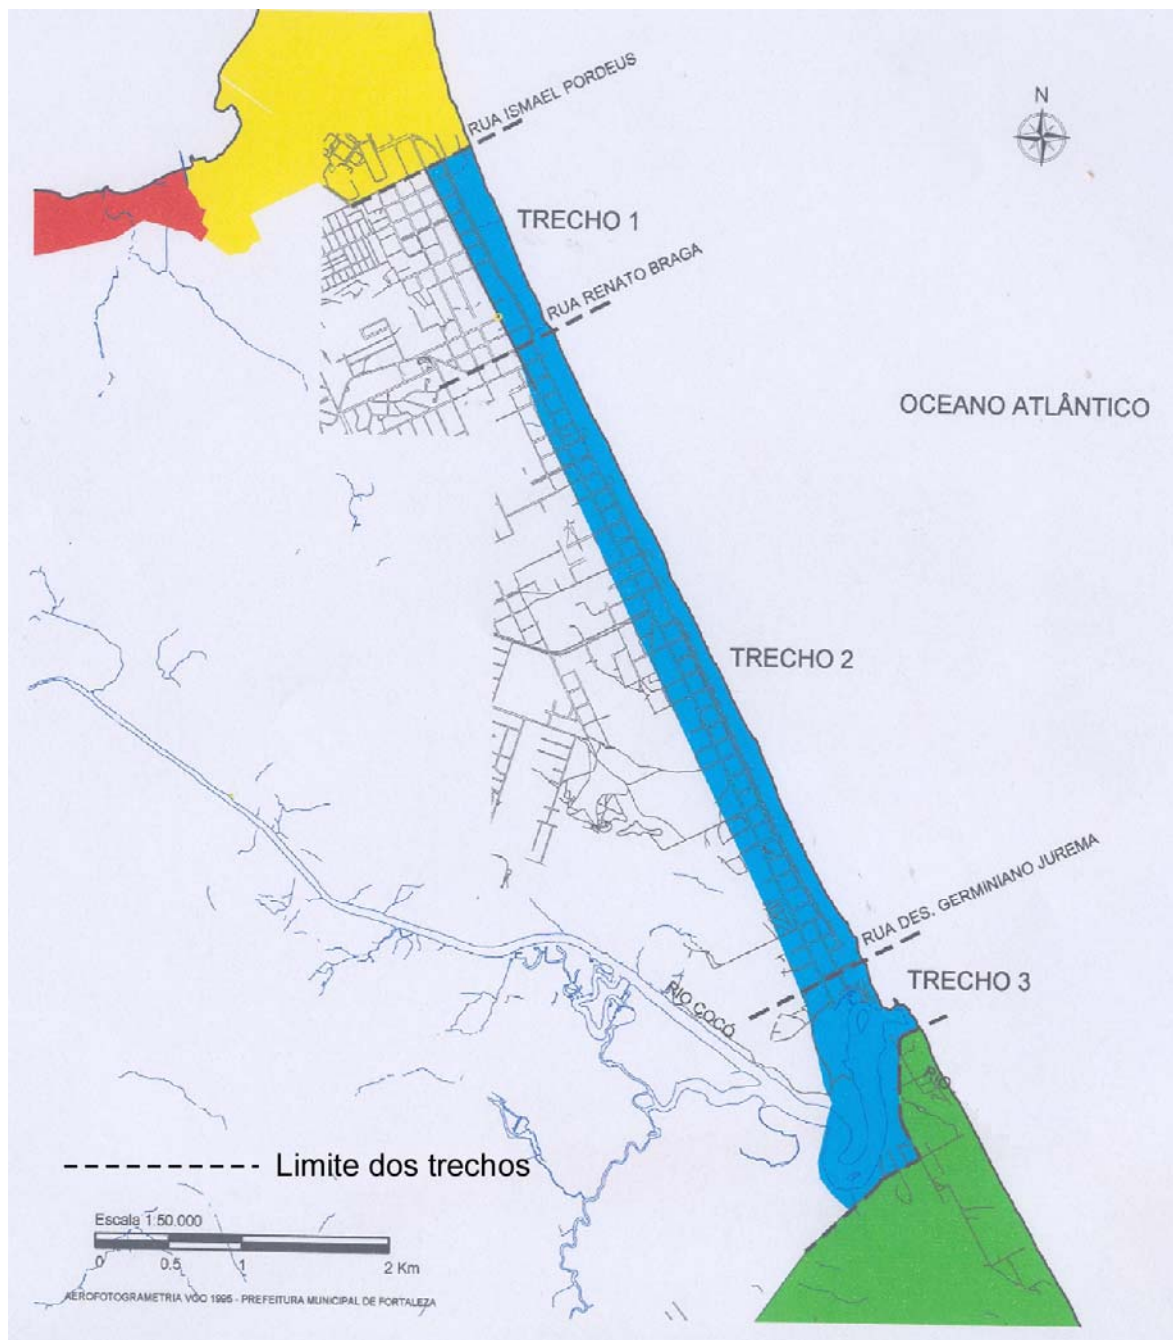 RUA ISMAEL PORDEUS
N
TRECHO 1
RUA RENATO BRAGA
OCEANO ATLÂNTICO
TRECHO 2
RUA DES. GERMINIANO JUREMA
TRECHO 3
RIO COCÓ
RIO
Limite dos trechos
Escala 1:50.000
0 0.5 1 2 Km
AEROFOTOGRAMETRIA VOO 1995 - PREFEITURA MUNICIPAL DE FORTALEZA